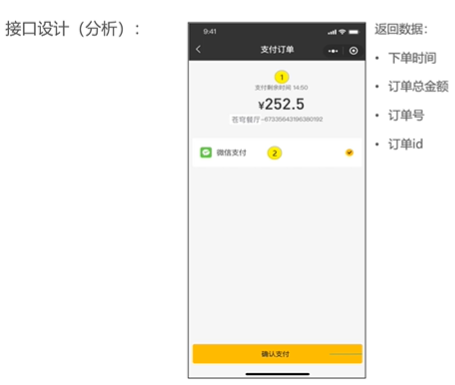 接口设计（分析）：
9:41
支付订单
1
支付剩余时间 14:50
¥252.5
苍穹餐厅-67335643196380192
微信支付
2
确认支付
返回数据：
• 下单时间
• 订单总金额
• 订单号
• 订单id